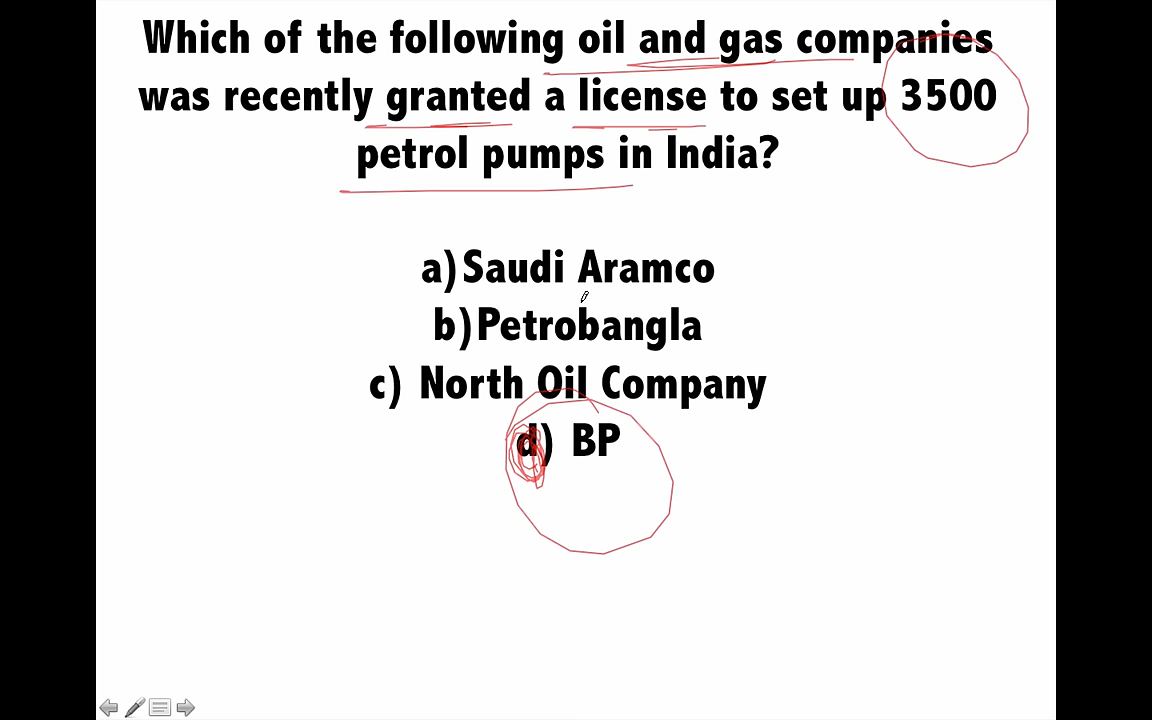 Which of the following oil and gas companies
was recently granted a license to set up 3500
petrol pumps in India?
a)Saudi Aramco
b)Petrobangla
c) North Oil Company
d) BP